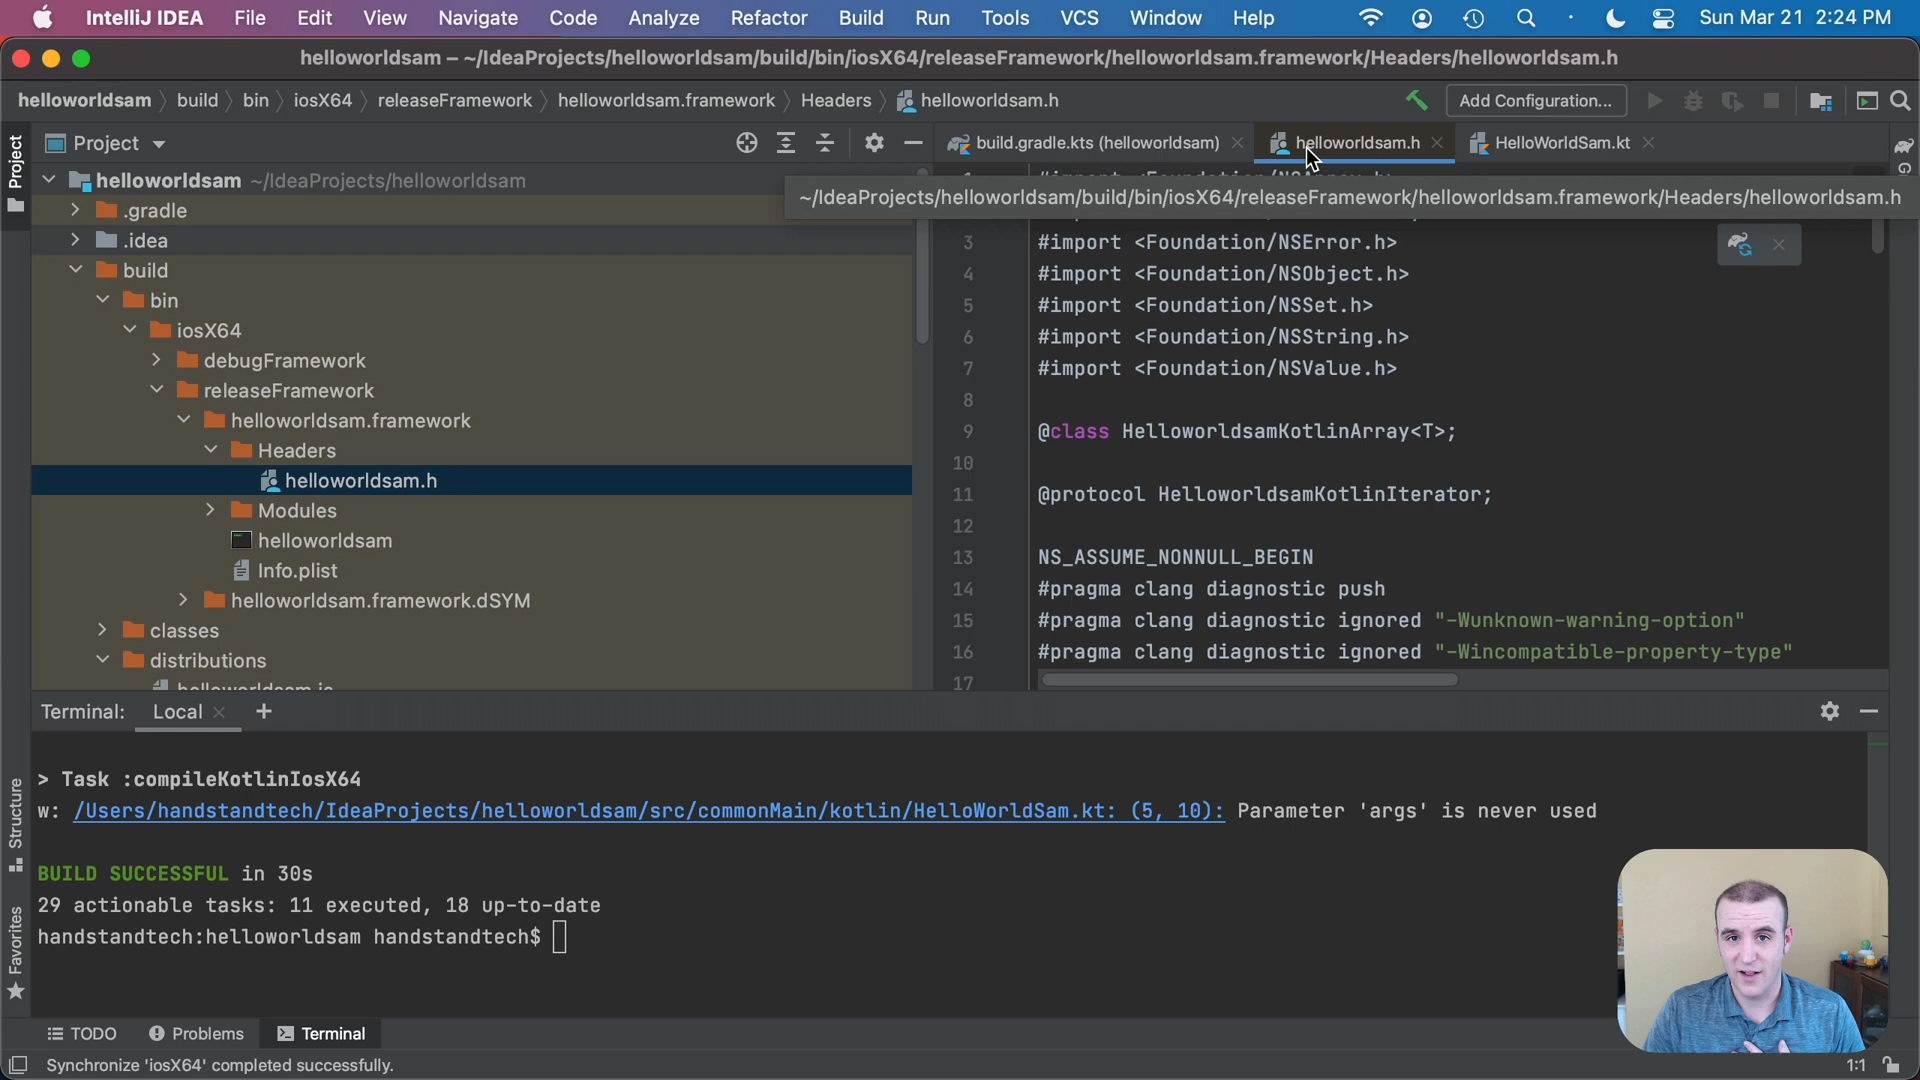 IntelliJ IDEA File Edit View Navigate Code Analyze Refactor Build Run Tools VCS Window Help Sun Mar 21 2:24 PM
helloworldsam – ~/IdeaProjects/helloworldsam/build/bin/iosX64/releaseFramework/helloworldsam.framework/Headers/helloworldsam.h
helloworldsam build bin iosX64 releaseFramework helloworldsam.framework Headers helloworldsam.h Add Configuration...
Project
build.gradle.kts (helloworldsam) helloworldsam.h HelloWorldSam.kt
Project
helloworldsam ~/IdeaProjects/helloworldsam
.gradle
.idea
build
bin
iosX64
debugFramework
releaseFramework
helloworldsam.framework
Headers
helloworldsam.h
Modules
helloworldsam
Info.plist
helloworldsam.framework.dSYM
classes
distributions
~/IdeaProjects/helloworldsam/build/bin/iosX64/releaseFramework/helloworldsam.framework/Headers/helloworldsam.h
3 #import <Foundation/NSError.h>
4 #import <Foundation/NSObject.h>
5 #import <Foundation/NSSet.h>
6 #import <Foundation/NSString.h>
7 #import <Foundation/NSValue.h>
8
9 @class HelloworldsamKotlinArray<T>;
10
11 @protocol HelloworldsamKotlinIterator;
12
13 NS_ASSUME_NONNULL_BEGIN
14 #pragma clang diagnostic push
15 #pragma clang diagnostic ignored "-Wunknown-warning-option"
16 #pragma clang diagnostic ignored "-Wincompatible-property-type"
17
Terminal: Local
> Task :compileKotlinIosX64
w: /Users/handstandtech/IdeaProjects/helloworldsam/src/commonMain/kotlin/HelloWorldSam.kt: (5, 10): Parameter 'args' is never used
BUILD SUCCESSFUL in 30s
29 actionable tasks: 11 executed, 18 up-to-date
handstandtech:helloworldsam handstandtech$
Structure
Favorites
TODO Problems Terminal
Synchronize 'iosX64' completed successfully. 1:1